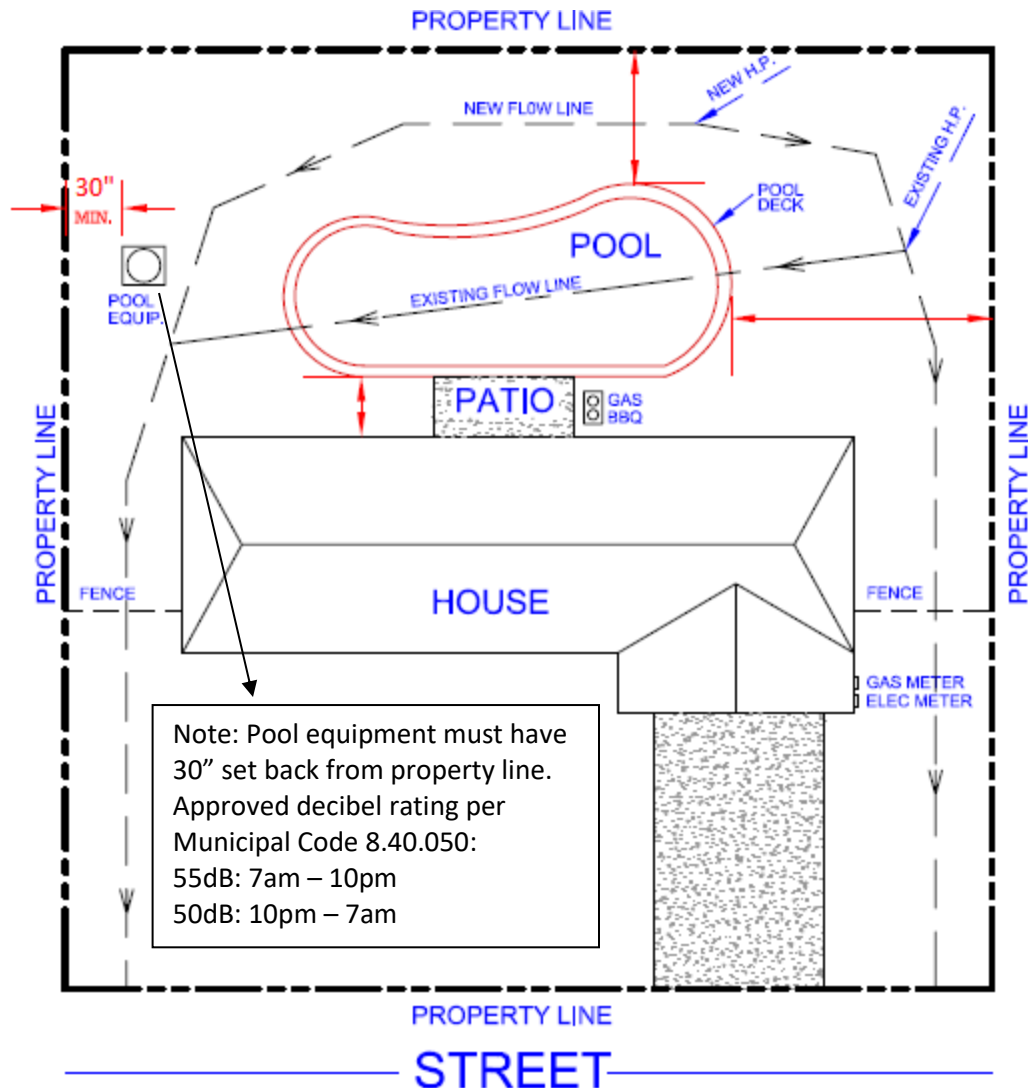 PROPERTY LINE
NEW FLOW LINE
NEW H.P.
EXISTING H.P.
30"
MIN.
POOL
DECK
POOL
POOL
EQUIP.
EXISTING FLOW LINE
PATIO
GAS
BBQ
PROPERTY LINE
PROPERTY LINE
FENCE
HOUSE
FENCE
GAS METER
ELEC METER
Note: Pool equipment must have
30” set back from property line.
Approved decibel rating per
Municipal Code 8.40.050:
55dB: 7am – 10pm
50dB: 10pm – 7am
PROPERTY LINE
STREET